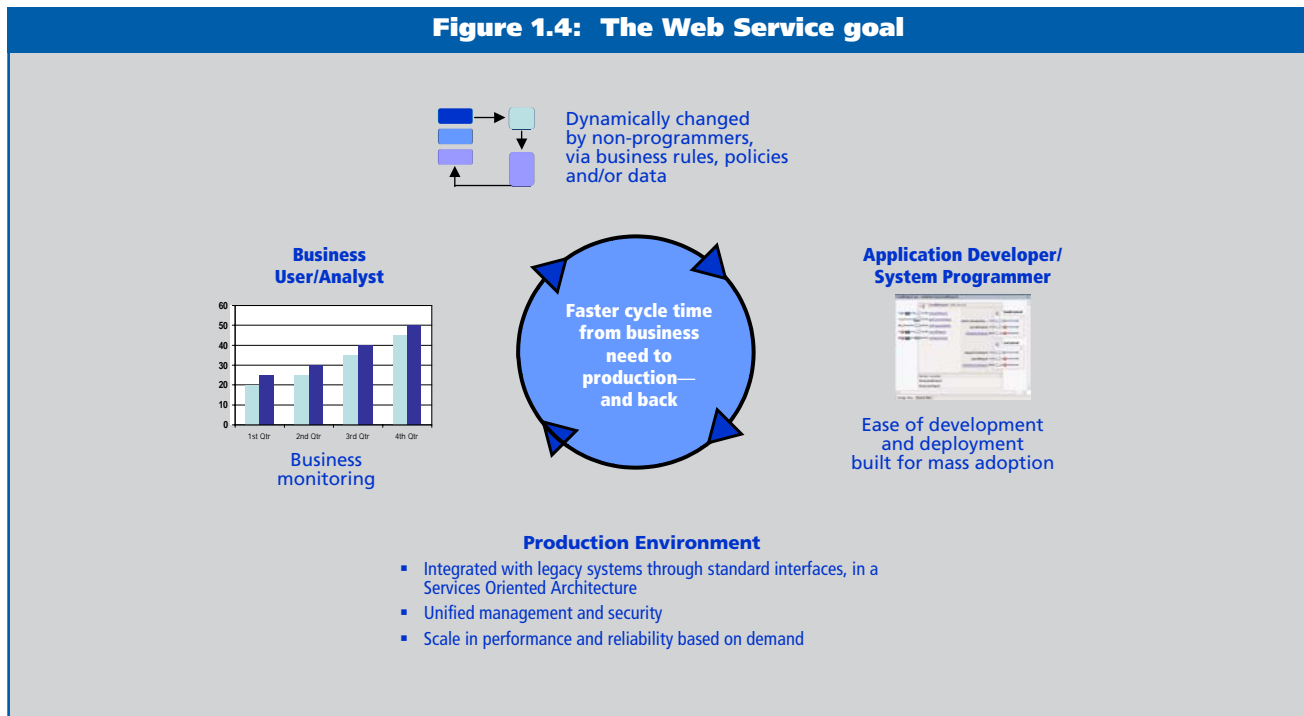 Figure 1.4: The Web Service goal
Dynamically changed
by non-programmers,
via business rules, policies
and/or data
Business
User/Analyst
60
50
40
30
20
10
0
1st Qtr 2nd Qtr 3rd Qtr 4th Qtr
Business
monitoring
Faster cycle time
from business
need to
production—
and back
Application Developer/
System Programmer
Ease of development
and deployment
built for mass adoption
Production Environment
▪ Integrated with legacy systems through standard interfaces, in a
Services Oriented Architecture
▪ Unified management and security
▪ Scale in performance and reliability based on demand